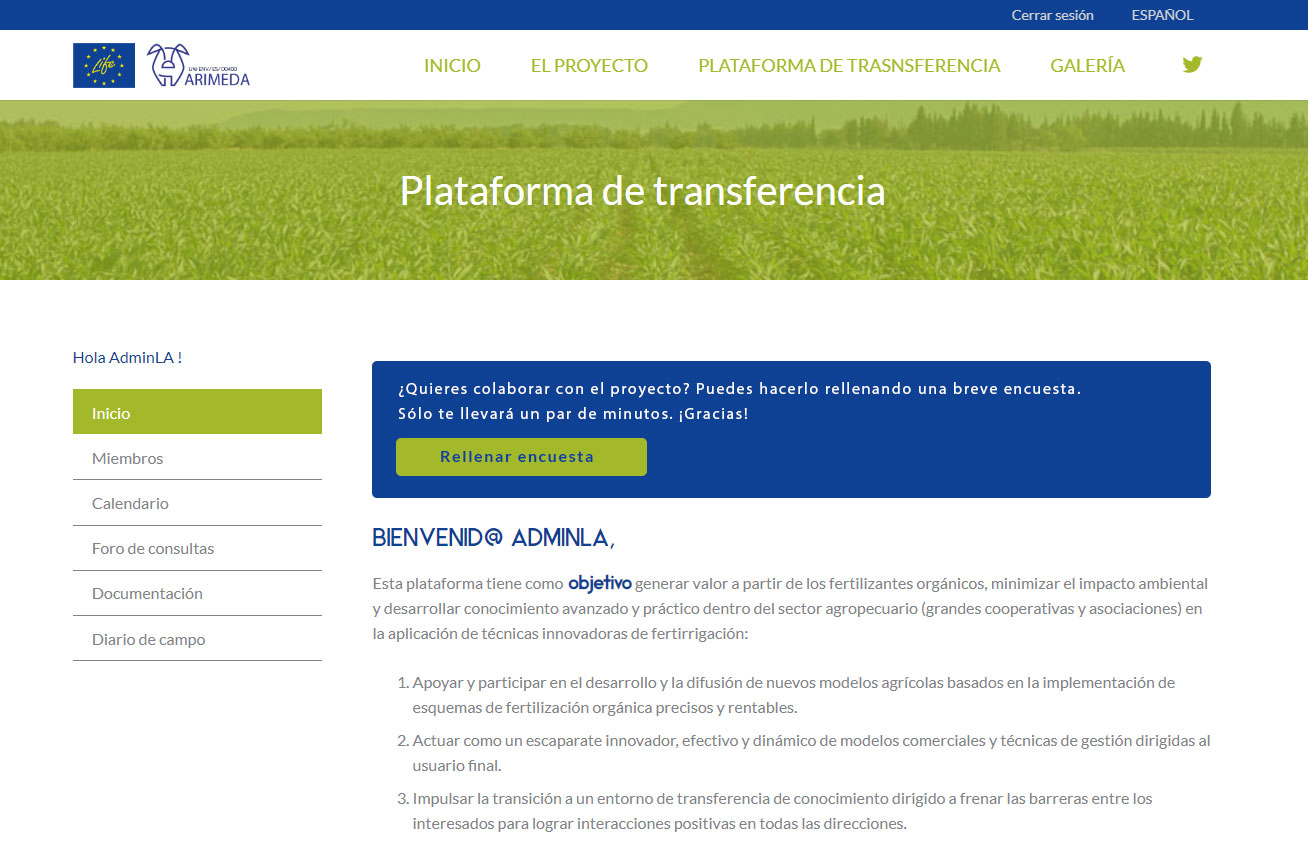 Cerrar sesión ESPAÑOL
Life
ARIMEDA
INICIO EL PROYECTO PLATAFORMA DE TRASNSFERENCIA GALERÍA
Plataforma de transferencia
Hola AdminLA !
Inicio
Miembros
Calendario
Foro de consultas
Documentación
Diario de campo
¿Quieres colaborar con el proyecto? Puedes hacerlo rellenando una breve encuesta.
Sólo te llevará un par de minutos. ¡Gracias!
Rellenar encuesta
BIENVENID@ ADMINLA,
Esta plataforma tiene como objetivo generar valor a partir de los fertilizantes orgánicos, minimizar el impacto ambiental
y desarrollar conocimiento avanzado y práctico dentro del sector agropecuario (grandes cooperativas y asociaciones) en
la aplicación de técnicas innovadoras de fertirrigación:
1. Apoyar y participar en el desarrollo y la difusión de nuevos modelos agrícolas basados en la implementación de
esquemas de fertilización orgánica precisos y rentables.
2. Actuar como un escaparate innovador, efectivo y dinámico de modelos comerciales y técnicas de gestión dirigidas al
usuario final.
3. Impulsar la transición a un entorno de transferencia de conocimiento dirigido a frenar las barreras entre los
interesados para lograr interacciones positivas en todas las direcciones.